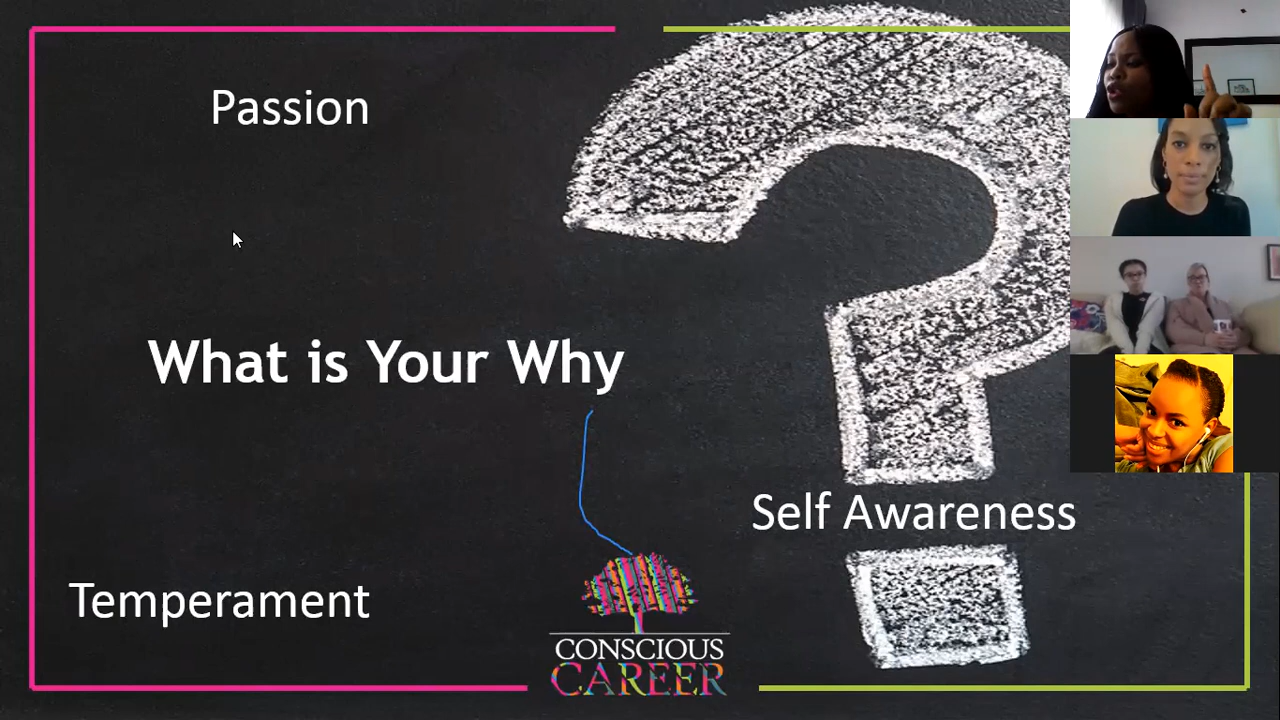 Passion
What is Your Why
Self Awareness
Temperament
CONSCIOUS
CAREER